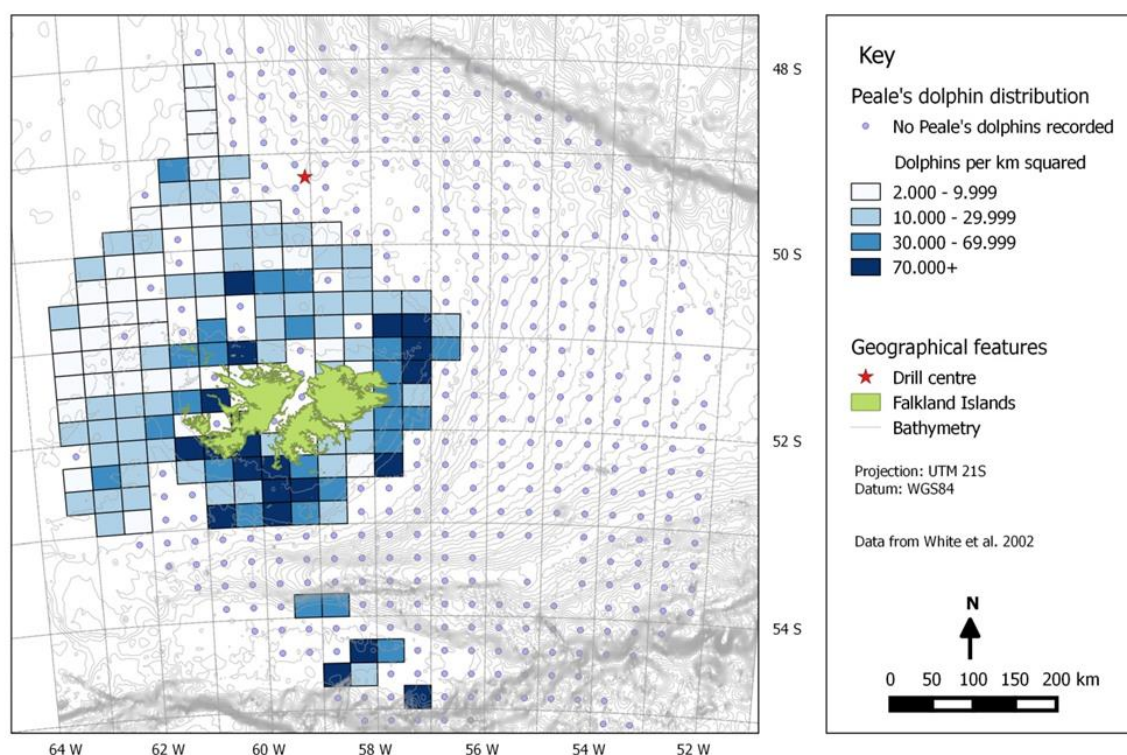 48 S
50 S
52 S
54 S
64 W
62 W
60 W
58 W
56 W
54 W
52 W
Key
Peale's dolphin distribution
No Peale's dolphins recorded
Dolphins per km squared
2.000 - 9.999
10.000 - 29.999
30.000 - 69.999
70.000+
Geographical features
Drill centre
Falkland Islands
Bathymetry
Projection: UTM 21S
Datum: WGS84
Data from White et al. 2002
N
0 50 100 150 200 km